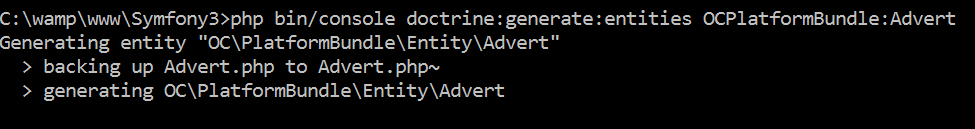 C:\wamp\www\Symfony3>php bin/console doctrine:generate:entities OCPlatformBundle:Advert
Generating entity "OC\PlatformBundle\Entity\Advert"
  > backing up Advert.php to Advert.php~
  > generating OC\PlatformBundle\Entity\Advert